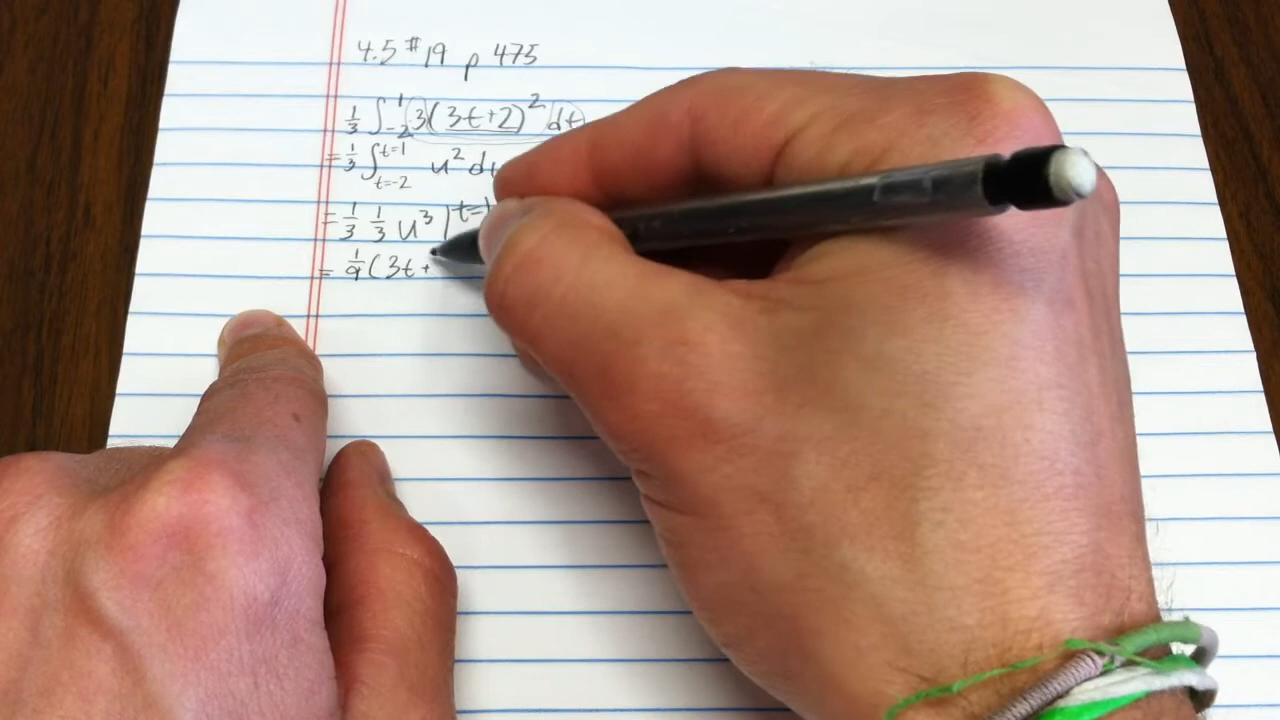 4.5 #19 p 475
1/3 ∫_{-2}^{1} 3(3t+2)^2 dt
= 1/3 ∫_{t=-2}^{t=1} u^2 d
= 1/3 1/3 u^3 |^{t=1}
= 1/9 (3t +